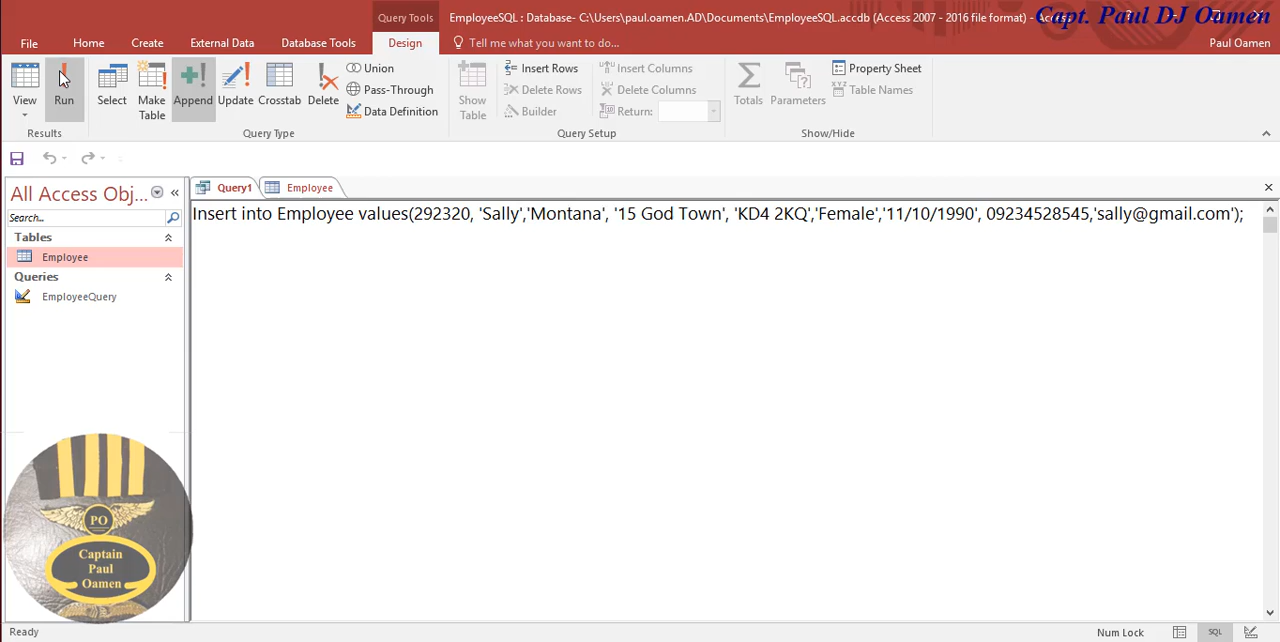 Query Tools
EmployeeSQL : Database- C:\Users\paul.oamen.AD\Documents\EmployeeSQL.accdb (Access 2007 - 2016 file format) -
Capt. Paul DJ Oamen
File Home Create External Data Database Tools Design Tell me what you want to do... Paul Oamen
View Run Select Make Table Append Update Crosstab Delete
Union
Pass-Through
Data Definition
Show Table
Insert Rows
Delete Rows
Builder
Insert Columns
Delete Columns
Return:
Totals Parameters
Property Sheet
Table Names
Results Query Type Query Setup Show/Hide
All Access Obj...
Search...
Tables
Employee
Queries
EmployeeQuery
Query1 Employee
Insert into Employee values(292320, 'Sally','Montana', '15 God Town', 'KD4 2KQ','Female','11/10/1990', 09234528545,'sally@gmail.com');
PO
Captain
Paul
Oamen
Ready Num Lock SQL